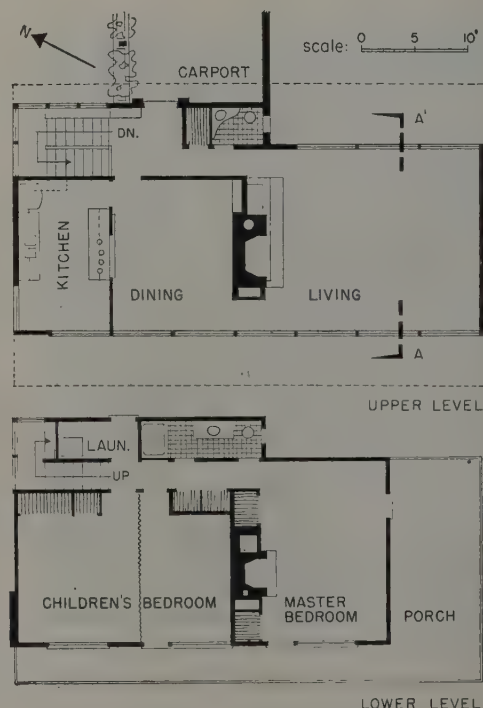 N
scale: 0 5 10'
CARPORT
A'
DN.
KITCHEN
DINING
LIVING
A
UPPER LEVEL
LAUN.
UP
CHILDREN'S BEDROOM
MASTER
BEDROOM
PORCH
LOWER LEVEL